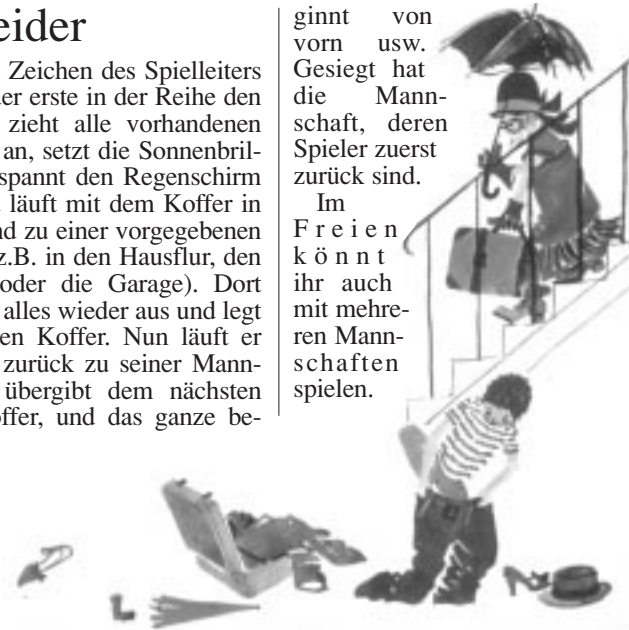 eider
Zeichen des Spielleiters
er erste in der Reihe den
zieht alle vorhandenen
an, setzt die Sonnenbril-
spannt den Regenschirm
läuft mit dem Koffer in
nd zu einer vorgegebenen
z.B. in den Hausflur, den
oder die Garage). Dort
alles wieder aus und legt
en Koffer. Nun läuft er
zurück zu seiner Mann-
übergibt dem nächsten
offer, und das ganze be-
ginnt von
vorn usw.
Gesiegt hat
die Mann-
schaft, deren
Spieler zuerst
zurück sind.
Im
Freien
könnt
ihr auch
mit mehre-
ren Mann-
schaften
spielen.